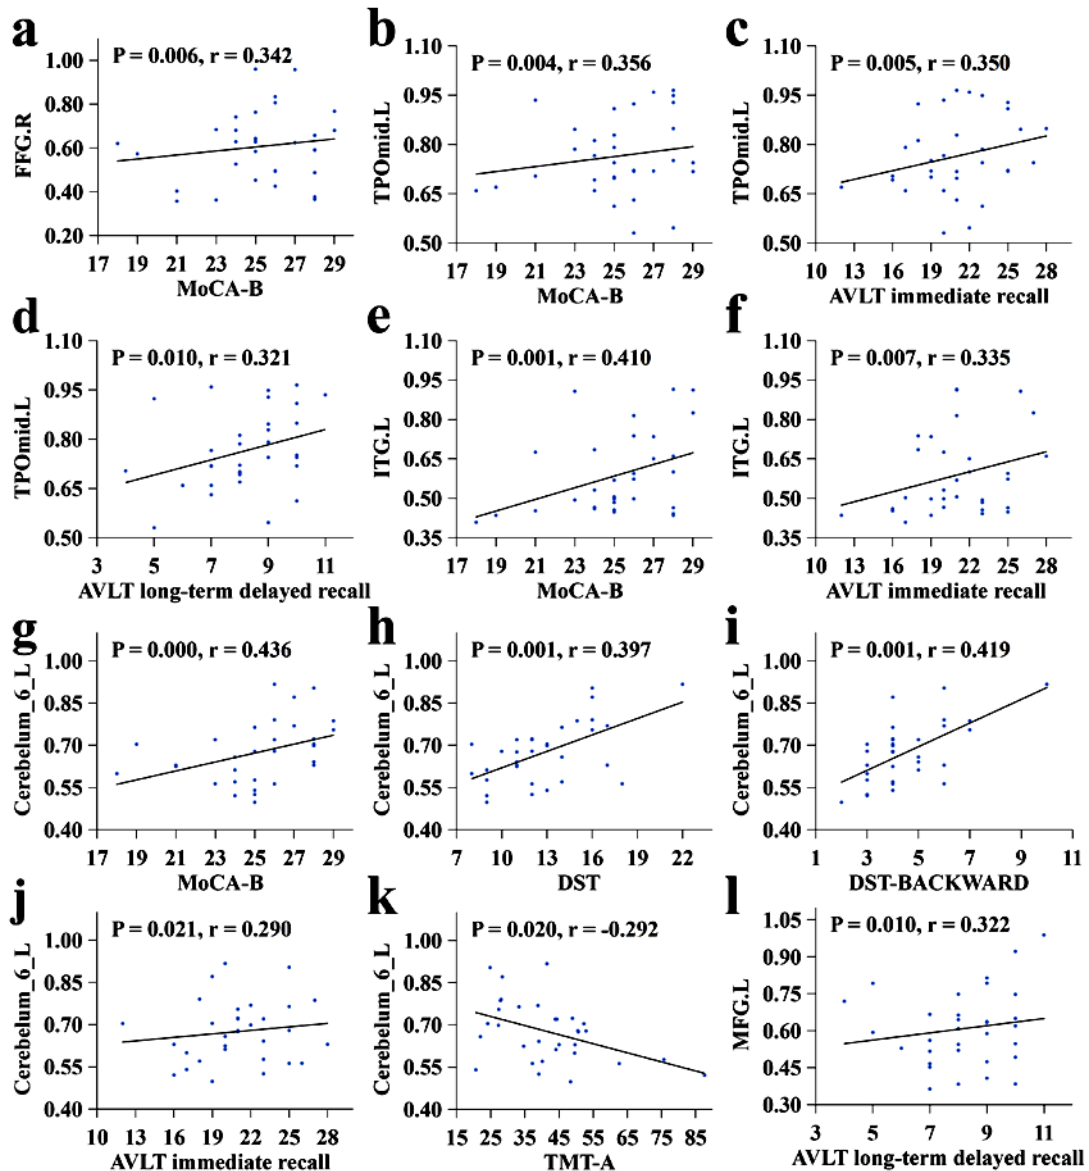 a
P = 0.006, r = 0.342
FFG.R
1.00
0.80
0.60
0.40
0.20
17 19 21 23 25 27 29
MoCA-B
b
P = 0.004, r = 0.356
TPOmid.L
1.10
0.95
0.80
0.65
0.50
17 19 21 23 25 27 29
MoCA-B
c
P = 0.005, r = 0.350
TPOmid.L
1.10
0.95
0.80
0.65
0.50
10 13 16 19 22 25 28
AVLT immediate recall
d
P = 0.010, r = 0.321
TPOmid.L
1.10
0.95
0.80
0.65
0.50
3 5 7 9 11
AVLT long-term delayed recall
e
P = 0.001, r = 0.410
ITG.L
1.10
0.95
0.80
0.65
0.50
0.35
17 19 21 23 25 27 29
MoCA-B
f
P = 0.007, r = 0.335
ITG.L
1.10
0.95
0.80
0.65
0.50
0.35
10 13 16 19 22 25 28
AVLT immediate recall
g
P = 0.000, r = 0.436
Cerebelum_6_L
1.00
0.85
0.70
0.55
0.40
17 19 21 23 25 27 29
MoCA-B
h
P = 0.001, r = 0.397
Cerebelum_6_L
1.00
0.85
0.70
0.55
0.40
7 10 13 16 19 22
DST
i
P = 0.001, r = 0.419
Cerebelum_6_L
1.00
0.85
0.70
0.55
0.40
1 3 5 7 9 11
DST-BACKWARD
j
P = 0.021, r = 0.290
Cerebelum_6_L
1.00
0.85
0.70
0.55
0.40
10 13 16 19 22 25 28
AVLT immediate recall
k
P = 0.020, r = -0.292
Cerebelum_6_L
1.00
0.85
0.70
0.55
0.40
15 25 35 45 55 65 75 85
TMT-A
l
P = 0.010, r = 0.322
MFG.L
1.05
0.90
0.75
0.60
0.45
0.30
3 5 7 9 11
AVLT long-term delayed recall